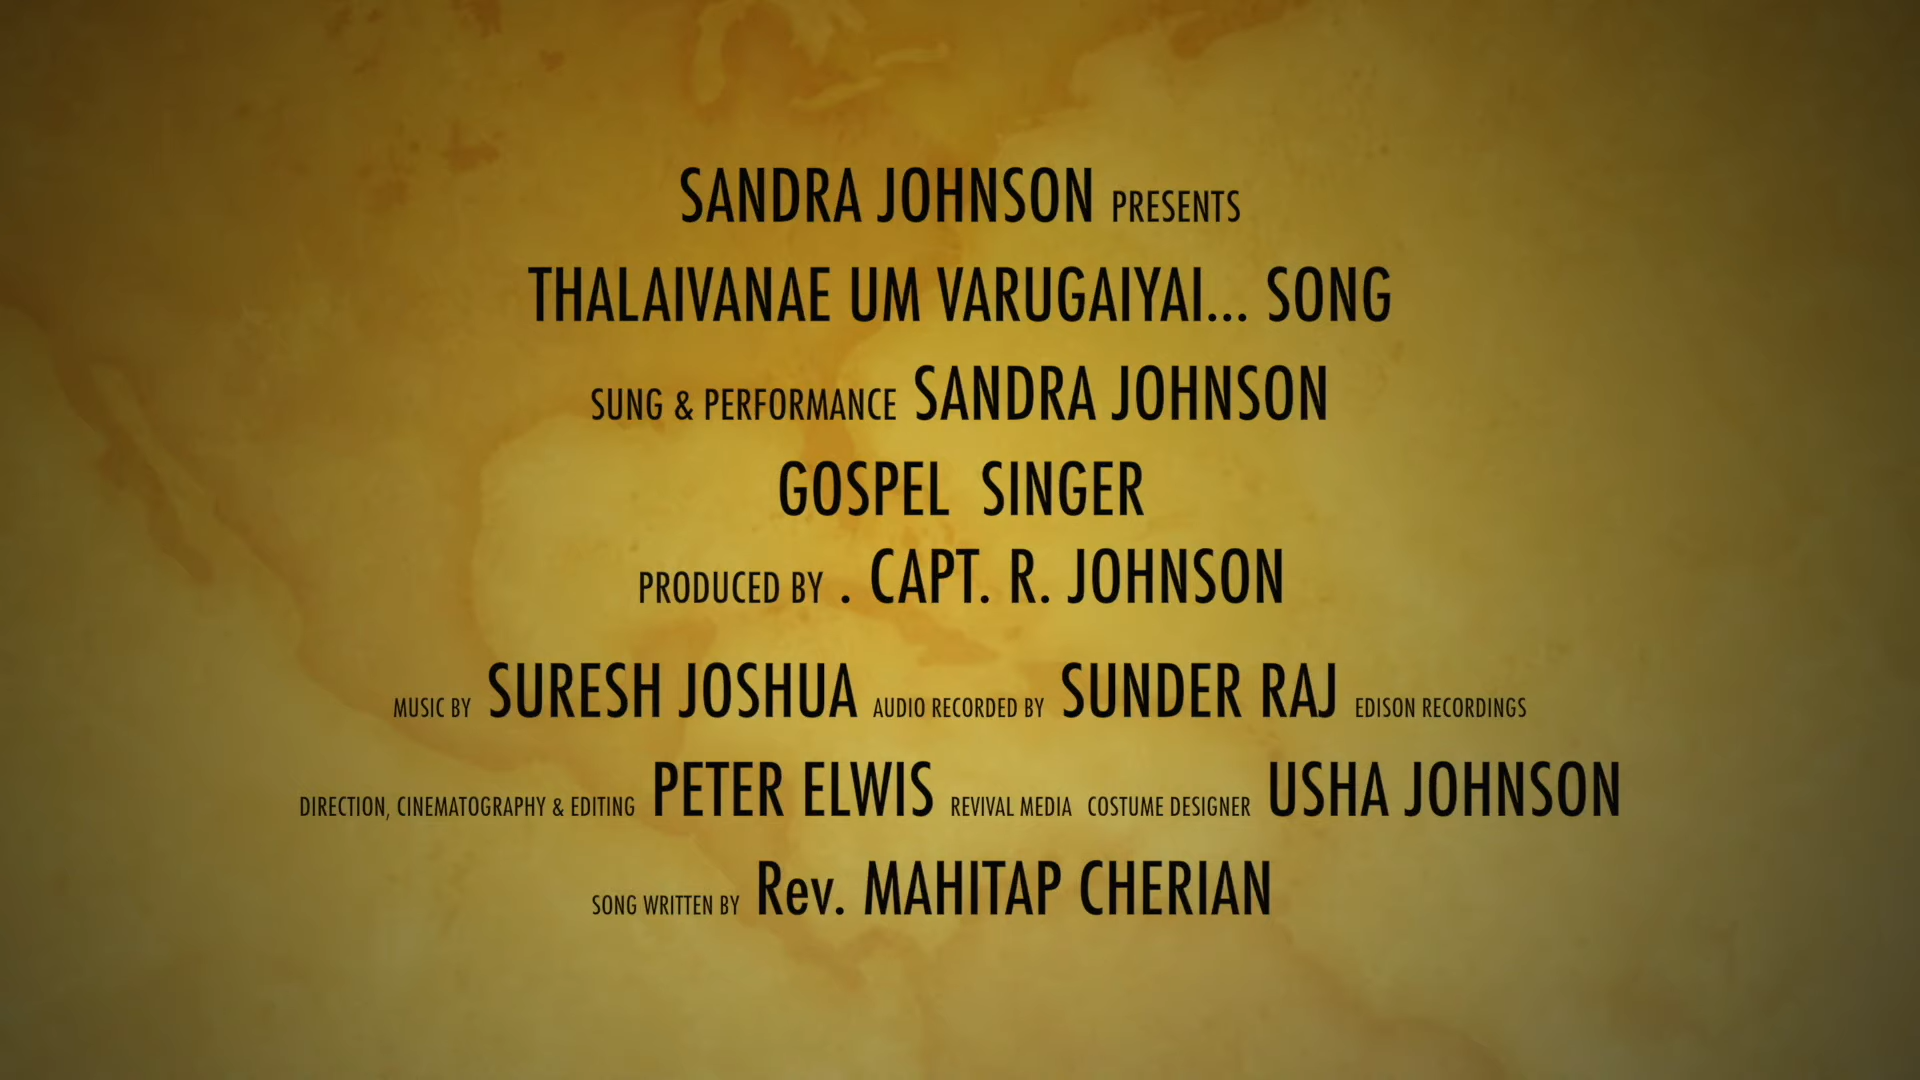 SANDRA JOHNSON PRESENTS
THALAIVANAE UM VARUGAIYAI... SONG
SUNG & PERFORMANCE SANDRA JOHNSON
GOSPEL SINGER
PRODUCED BY . CAPT. R. JOHNSON
MUSIC BY SURESH JOSHUA AUDIO RECORDED BY SUNDER RAJ EDISON RECORDINGS
DIRECTION, CINEMATOGRAPHY & EDITING PETER ELWIS REVIVAL MEDIA COSTUME DESIGNER USHA JOHNSON
SONG WRITTEN BY Rev. MAHITAP CHERIAN